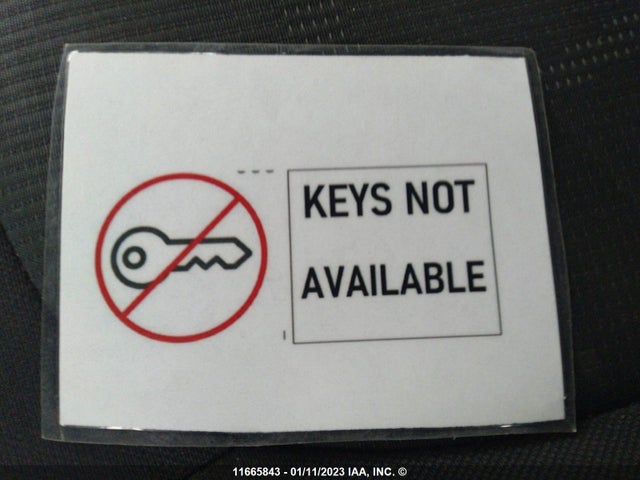 KEYS NOT
AVAILABLE
11665843 - 01/11/2023 IAA, INC. ©